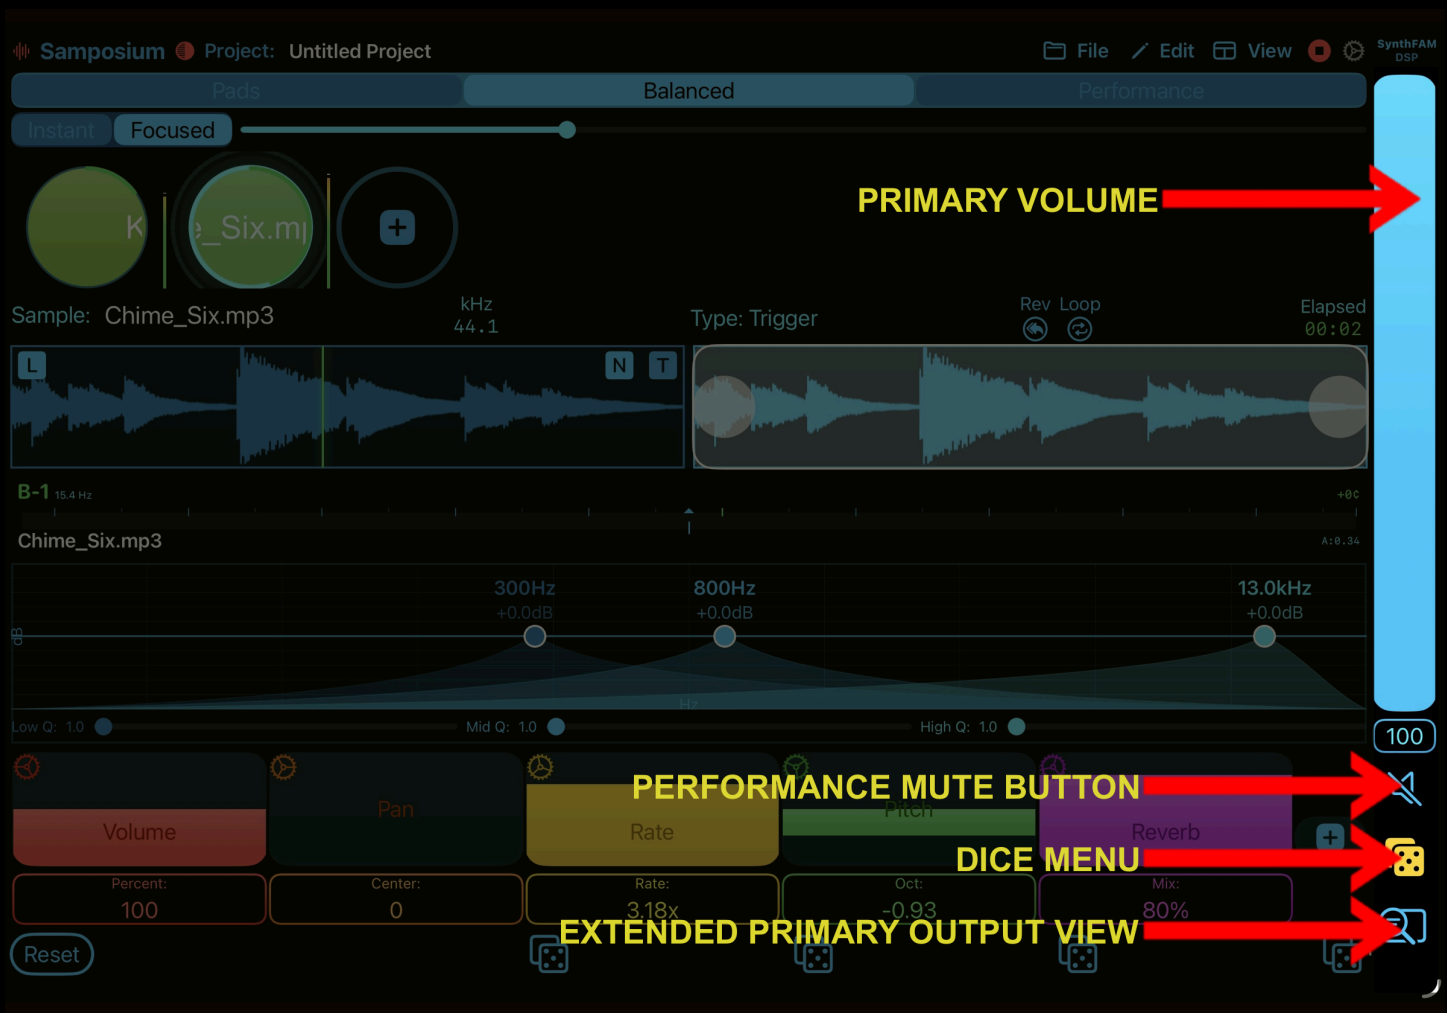 Samposium Project: Untitled Project
File Edit View
SynthFAM
DSP
Pads Balanced Performance
Instant Focused
K
e_Six.mp
PRIMARY VOLUME
Sample: Chime_Six.mp3
kHz
44.1
Type: Trigger
Rev Loop
Elapsed
00:02
L N T
B-1 15.4 Hz
+0¢
Chime_Six.mp3
A:0.34
300Hz 800Hz 13.0kHz
+0.0dB +0.0dB +0.0dB
dB
Hz
Low Q: 1.0 Mid Q: 1.0 High Q: 1.0
100
PERFORMANCE MUTE BUTTON
Volume Pan Rate Pitch Reverb
DICE MENU
Percent: Center: Rate: Oct: Mix:
100 0 3.18x -0.93 80%
EXTENDED PRIMARY OUTPUT VIEW
Reset